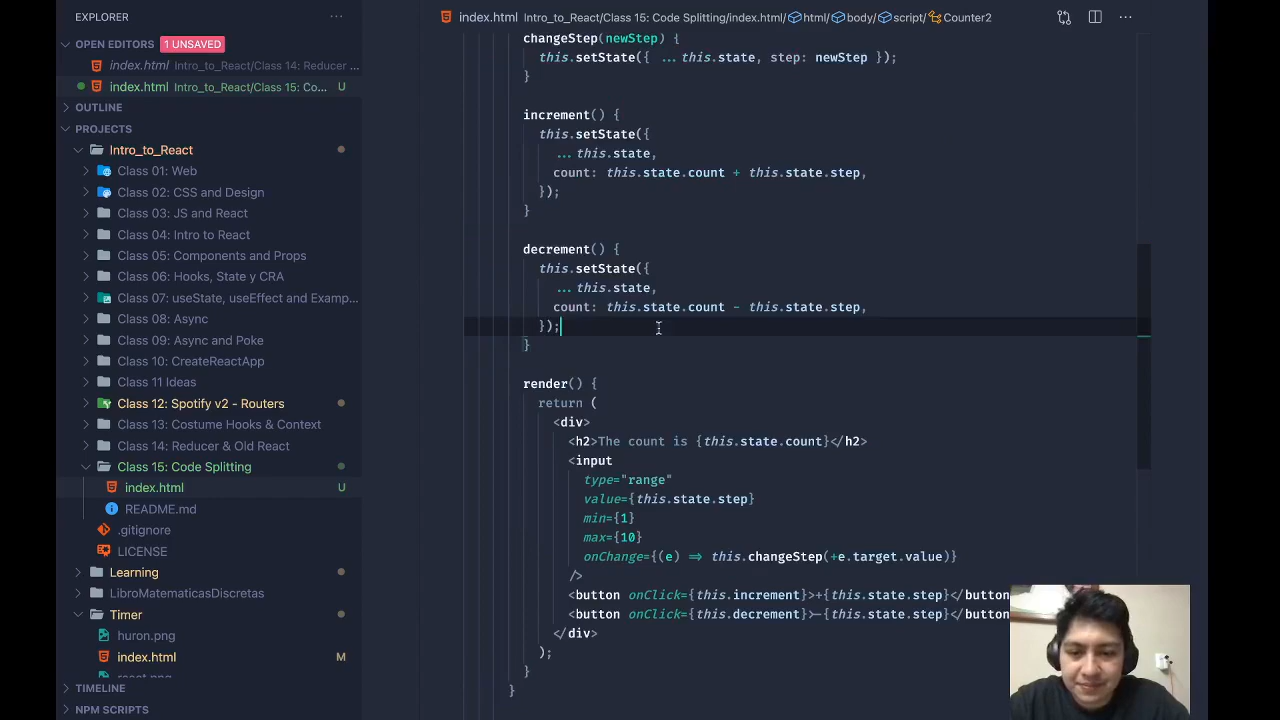 EXPLORER
OPEN EDITORS 1 UNSAVED
index.html Intro_to_React/Class 14: Reducer ...
index.html Intro_to_React/Class 15: Co... U
OUTLINE
PROJECTS
Intro_to_React
Class 01: Web
Class 02: CSS and Design
Class 03: JS and React
Class 04: Intro to React
Class 05: Components and Props
Class 06: Hooks, State y CRA
Class 07: useState, useEffect and Examp...
Class 08: Async
Class 09: Async and Poke
Class 10: CreateReactApp
Class 11 Ideas
Class 12: Spotify v2 - Routers
Class 13: Costume Hooks & Context
Class 14: Reducer & Old React
Class 15: Code Splitting
index.html U
README.md
.gitignore
LICENSE
Learning
LibroMatematicasDiscretas
Timer
huron.png
index.html M
react.png
TIMELINE
NPM SCRIPTS
index.html Intro_to_React/Class 15: Code Splitting/index.html/html/body/script/Counter2
changeStep(newStep) {
this.setState({ ...this.state, step: newStep });
}
increment() {
this.setState({
...this.state,
count: this.state.count + this.state.step,
});
}
decrement() {
this.setState({
...this.state,
count: this.state.count - this.state.step,
});
}
render() {
return (
<div>
<h2>The count is {this.state.count}</h2>
<input
type="range"
value={this.state.step}
min={1}
max={10}
onChange={(e) => this.changeStep(+e.target.value)}
/>
<button onClick={this.increment}>+{this.state.step}</button
<button onClick={this.decrement}>-{this.state.step}</button
</div>
);
}
}